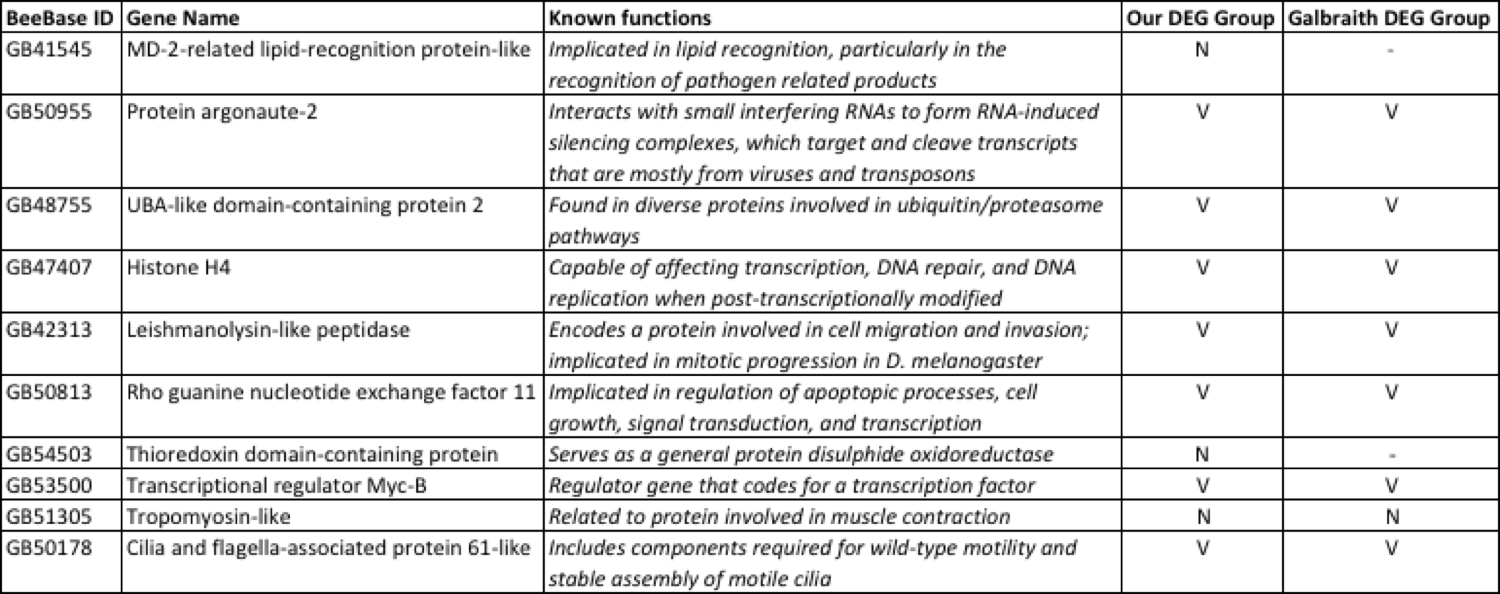 BeeBase ID Gene Name Known functions Our DEG Group Galbraith DEG Group
GB41545 MD-2-related lipid-recognition protein-like Implicated in lipid recognition, particularly in the N -
recognition of pathogen related products
GB50955 Protein argonaute-2 Interacts with small interfering RNAs to form RNA-induced V V
silencing complexes, which target and cleave transcripts
that are mostly from viruses and transposons
GB48755 UBA-like domain-containing protein 2 Found in diverse proteins involved in ubiquitin/proteasome V V
pathways
GB47407 Histone H4 Capable of affecting transcription, DNA repair, and DNA V V
replication when post-transcriptionally modified
GB42313 Leishmanolysin-like peptidase Encodes a protein involved in cell migration and invasion; V V
implicated in mitotic progression in D. melanogaster
GB50813 Rho guanine nucleotide exchange factor 11 Implicated in regulation of apoptopic processes, cell V V
growth, signal transduction, and transcription
GB54503 Thioredoxin domain-containing protein Serves as a general protein disulphide oxidoreductase N -
GB53500 Transcriptional regulator Myc-B Regulator gene that codes for a transcription factor V V
GB51305 Tropomyosin-like Related to protein involved in muscle contraction N N
GB50178 Cilia and flagella-associated protein 61-like Includes components required for wild-type motility and V V
stable assembly of motile cilia